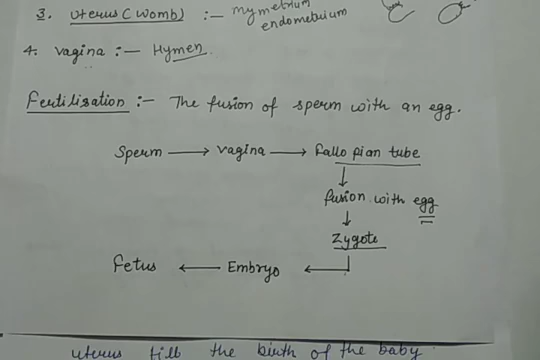 3. Uterus (Womb) :- mymetrium
endometrium
4. Vagina :- Hymen
Fertilisation :- The fusion of sperm with an egg.
Sperm → Vagina → Fallopian tube
↓
fusion with egg
↓
Zygote
Fetus ← Embryo ←
uterus till the birth of the baby